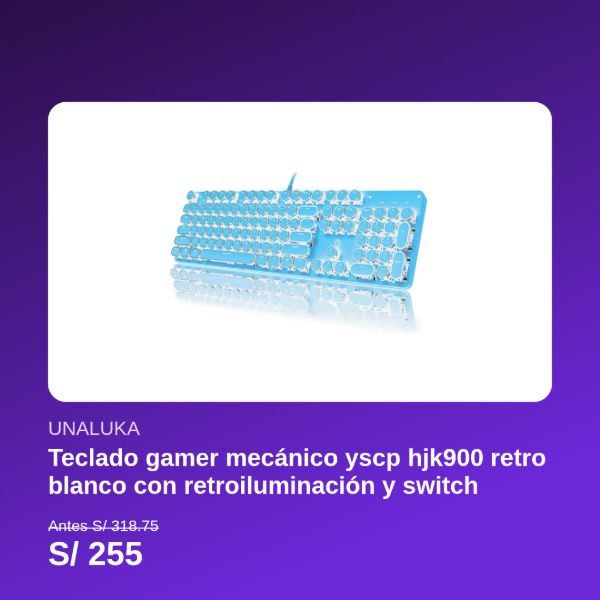 UNALUKA
Teclado gamer mecánico yscp hjk900 retro
blanco con retroiluminación y switch
Antes S/ 318.75
S/ 255